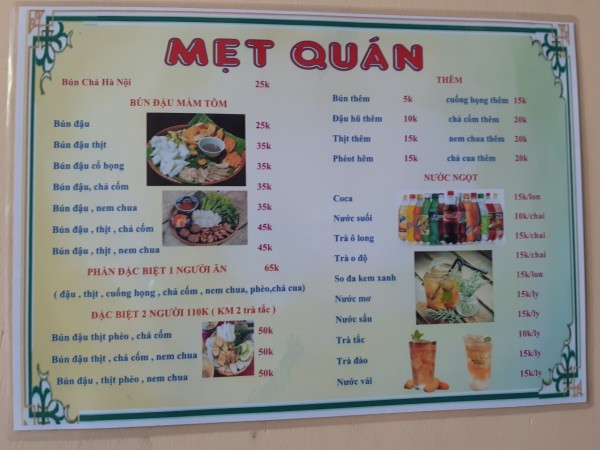 MẸT QUÁN
Bún Chả Hà Nội 25k
BÚN ĐẬU MẮM TÔM
Bún đậu 25k
Bún đậu thịt 35k
Bún đậu cổ họng 35k
Bún đậu, chả cốm 35k
Bún đậu , nem chua 35k
Bún đậu , thịt , chả cốm 45k
Bún đậu , thịt , nem chua 45k
PHẦN ĐẶC BIỆT 1 NGƯỜI ĂN 65k
( đậu , thịt , cuống họng , chả cốm , nem chua, phèo,chả cua)
ĐẶC BIỆT 2 NGƯỜI 110K ( KM 2 trà tắc )
Bún đậu thịt phèo , chả cốm 50k
Bún đậu thịt , chả cốm , nem chua 50k
Bún đậu , thịt phèo , nem chua 50k
THÊM
Bún thêm 5k cuống họng thêm 15k
Đậu hũ thêm 10k chả cốm thêm 20k
Thịt thêm 15k nem chua thêm 20k
Phèot hêm 15k chả cua thêm 20k
NƯỚC NGỌT
Coca 15k/lon
Nước suối 10k/chai
Trà ô long 15k/chai
Trà o độ 15k/chai
So đa kem xanh 15k/lon
Nước mơ 15k/ly
Nước sấu 15k/ly
Trà tắc 10k/ly
Trà đào 15k/ly
Nước vải 15k/ly